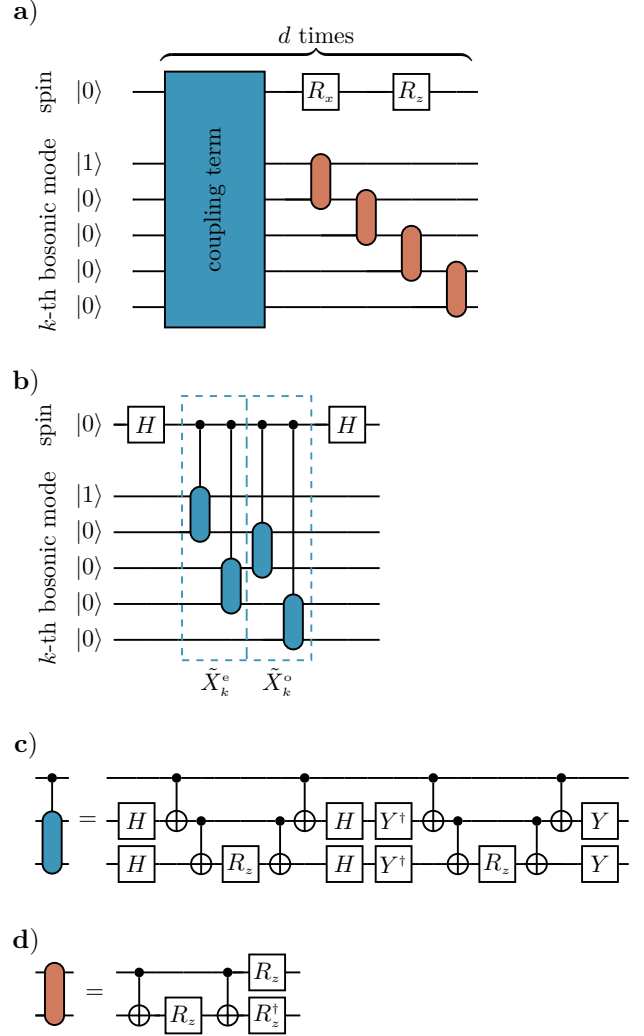 a)
d times
spin |0⟩ R_x R_z
k-th bosonic mode
|1⟩
|0⟩
|0⟩
|0⟩
|0⟩
coupling term
b)
spin |0⟩ H H
k-th bosonic mode
|1⟩
|0⟩
|0⟩
|0⟩
|0⟩
X̃_k^e X̃_k^o
c)
= H H Y† Y
H R_z H Y† R_z Y
d)
R_z
= R_z R_z†